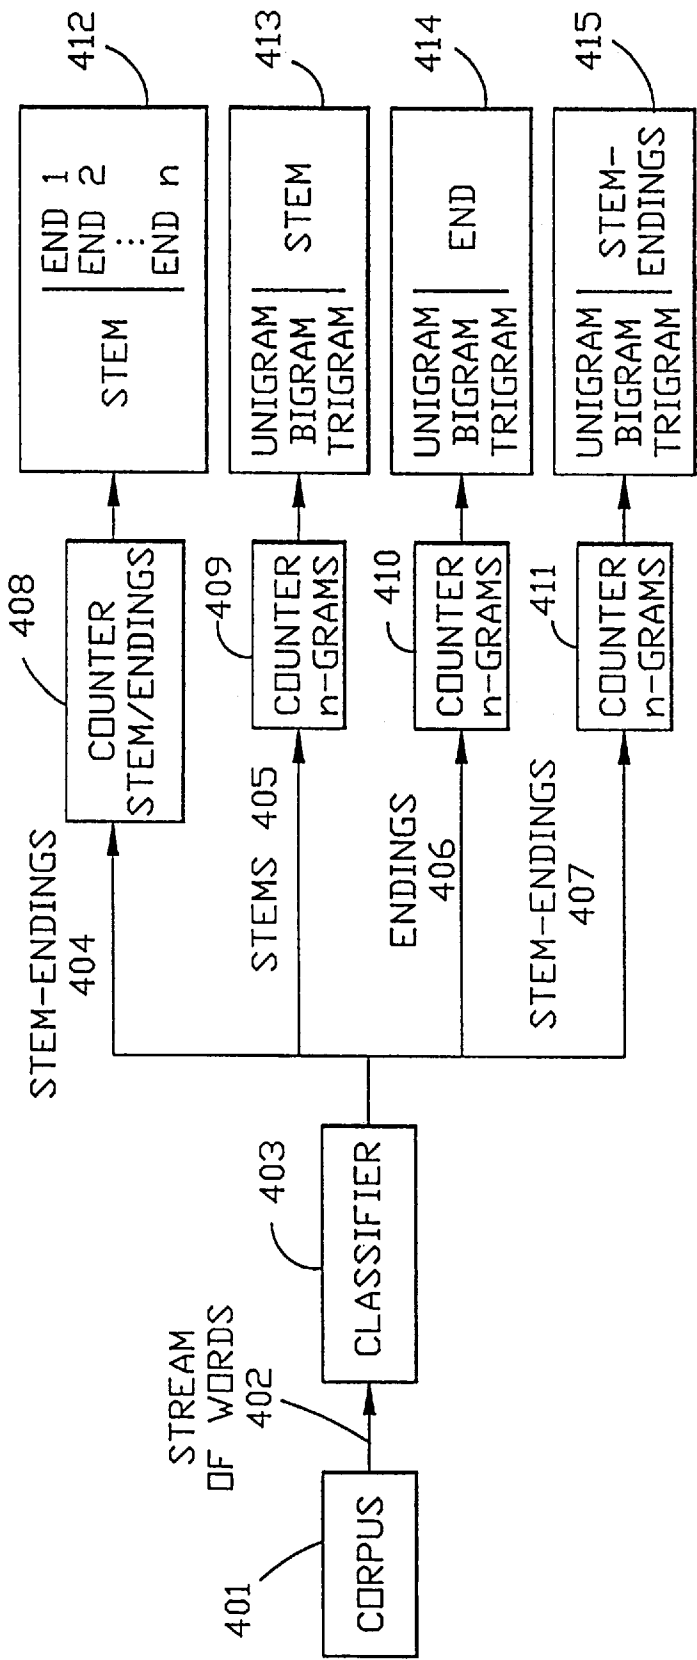 401
CORPUS
STREAM
OF WORDS
402
403
CLASSIFIER
STEM-ENDINGS
404
STEMS 405
ENDINGS
406
STEM-ENDINGS
407
408
COUNTER
STEM/ENDINGS
409
COUNTER
n-GRAMS
410
COUNTER
n-GRAMS
411
COUNTER
n-GRAMS
412
STEM
END 1
END 2
⋮
END n
413
UNIGRAM
BIGRAM
TRIGRAM
STEM
414
UNIGRAM
BIGRAM
TRIGRAM
END
415
UNIGRAM
BIGRAM
TRIGRAM
STEM-
ENDINGS